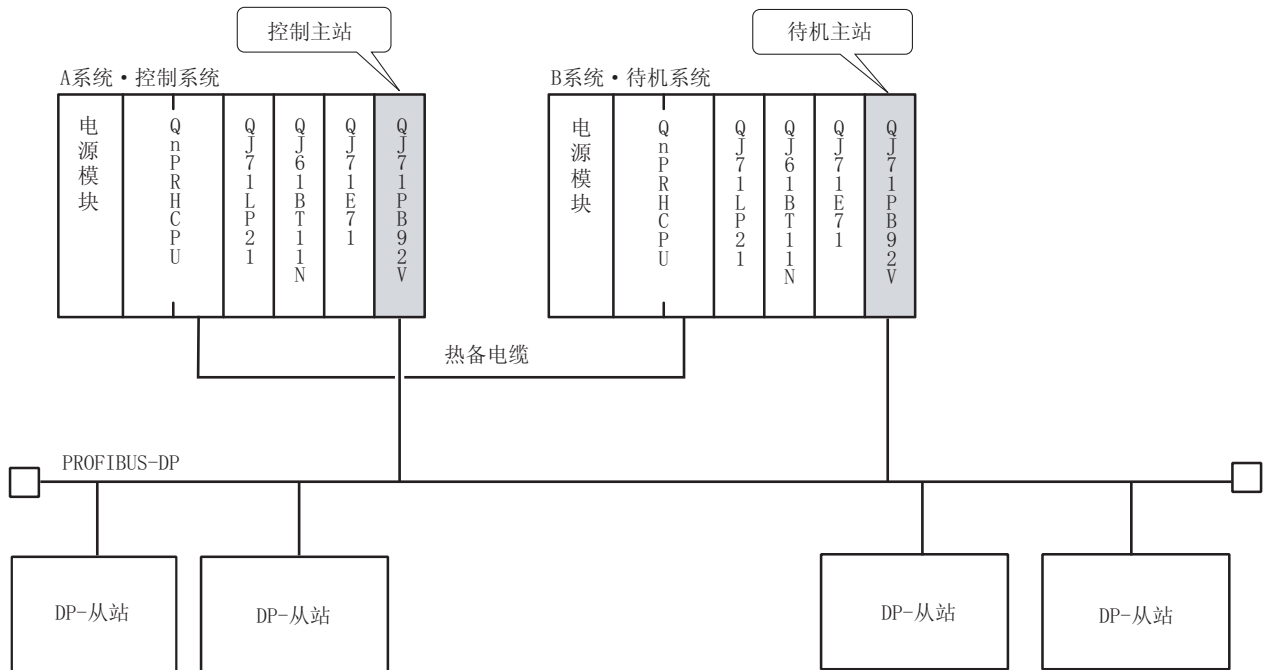 控制主站
待机主站
A系统·控制系统
B系统·待机系统
电源模块
QnPRHCPU
QJ71LP21
QJ61BT11N
QJ71E71
QJ71PB92V
电源模块
QnPRHCPU
QJ71LP21
QJ61BT11N
QJ71E71
QJ71PB92V
热备电缆
PROFIBUS-DP
DP-从站
DP-从站
DP-从站
DP-从站